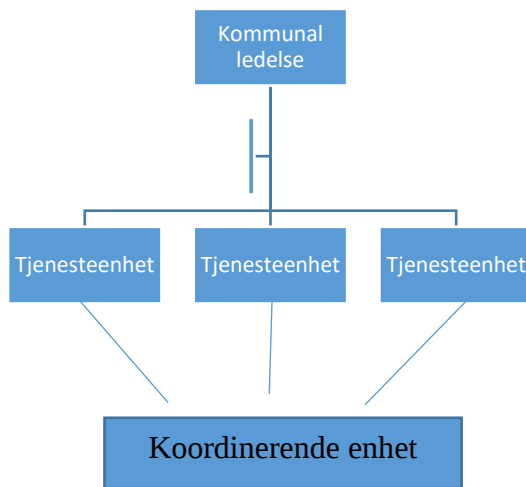 Kommunal
ledelse
Tjenesteenhet
Tjenesteenhet
Tjenesteenhet
Koordinerende enhet